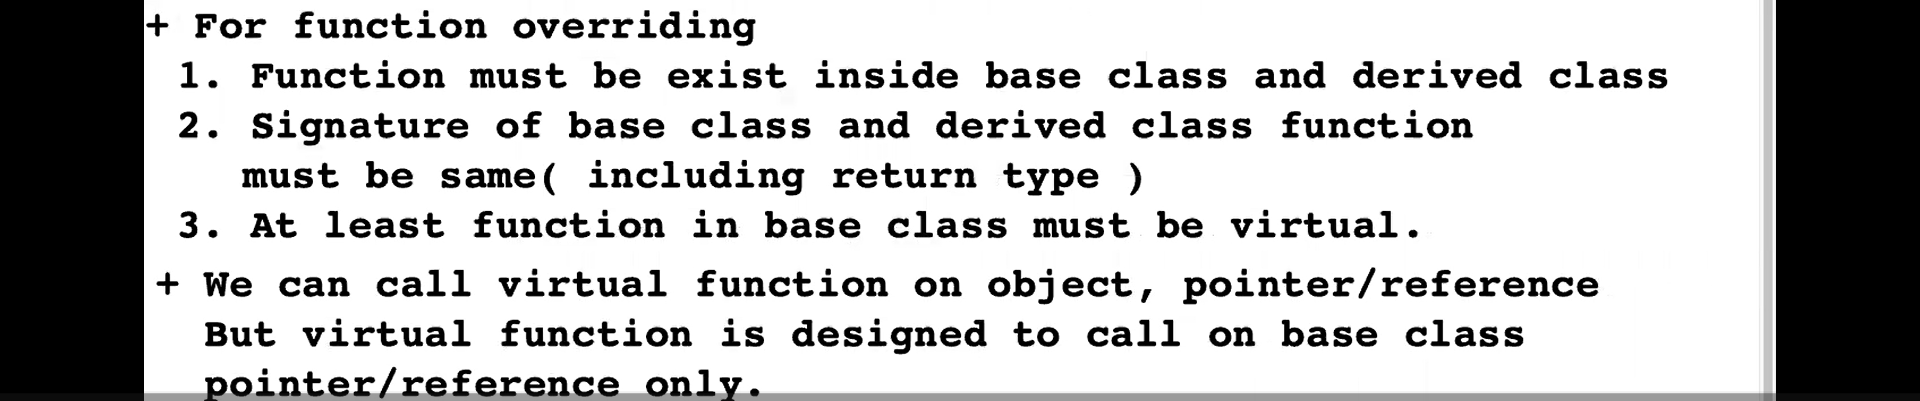 + For function overriding
1. Function must be exist inside base class and derived class
2. Signature of base class and derived class function
must be same( including return type )
3. At least function in base class must be virtual.
+ We can call virtual function on object, pointer/reference
But virtual function is designed to call on base class
pointer/reference only.